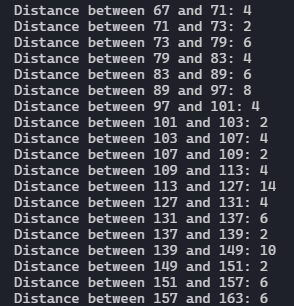 Distance between 67 and 71: 4
Distance between 71 and 73: 2
Distance between 73 and 79: 6
Distance between 79 and 83: 4
Distance between 83 and 89: 6
Distance between 89 and 97: 8
Distance between 97 and 101: 4
Distance between 101 and 103: 2
Distance between 103 and 107: 4
Distance between 107 and 109: 2
Distance between 109 and 113: 4
Distance between 113 and 127: 14
Distance between 127 and 131: 4
Distance between 131 and 137: 6
Distance between 137 and 139: 2
Distance between 139 and 149: 10
Distance between 149 and 151: 2
Distance between 151 and 157: 6
Distance between 157 and 163: 6